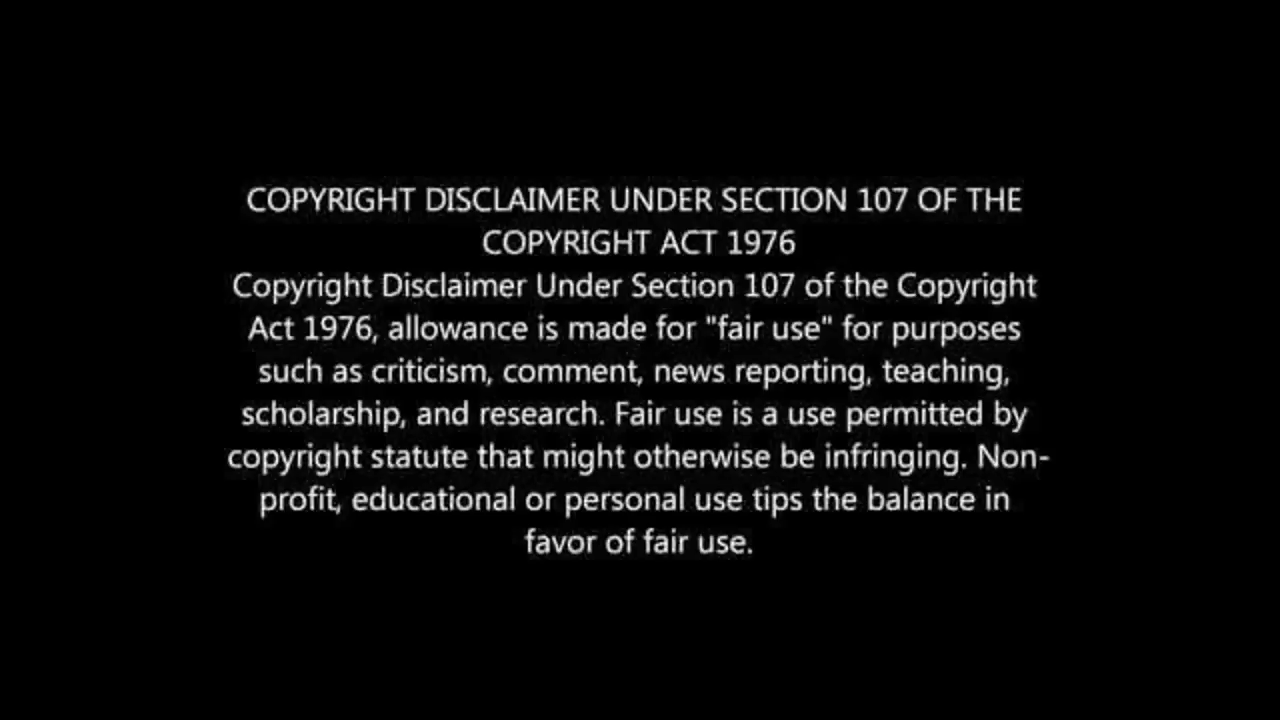 COPYRIGHT DISCLAIMER UNDER SECTION 107 OF THE
COPYRIGHT ACT 1976
Copyright Disclaimer Under Section 107 of the Copyright
Act 1976, allowance is made for "fair use" for purposes
such as criticism, comment, news reporting, teaching,
scholarship, and research. Fair use is a use permitted by
copyright statute that might otherwise be infringing. Non-
profit, educational or personal use tips the balance in
favor of fair use.